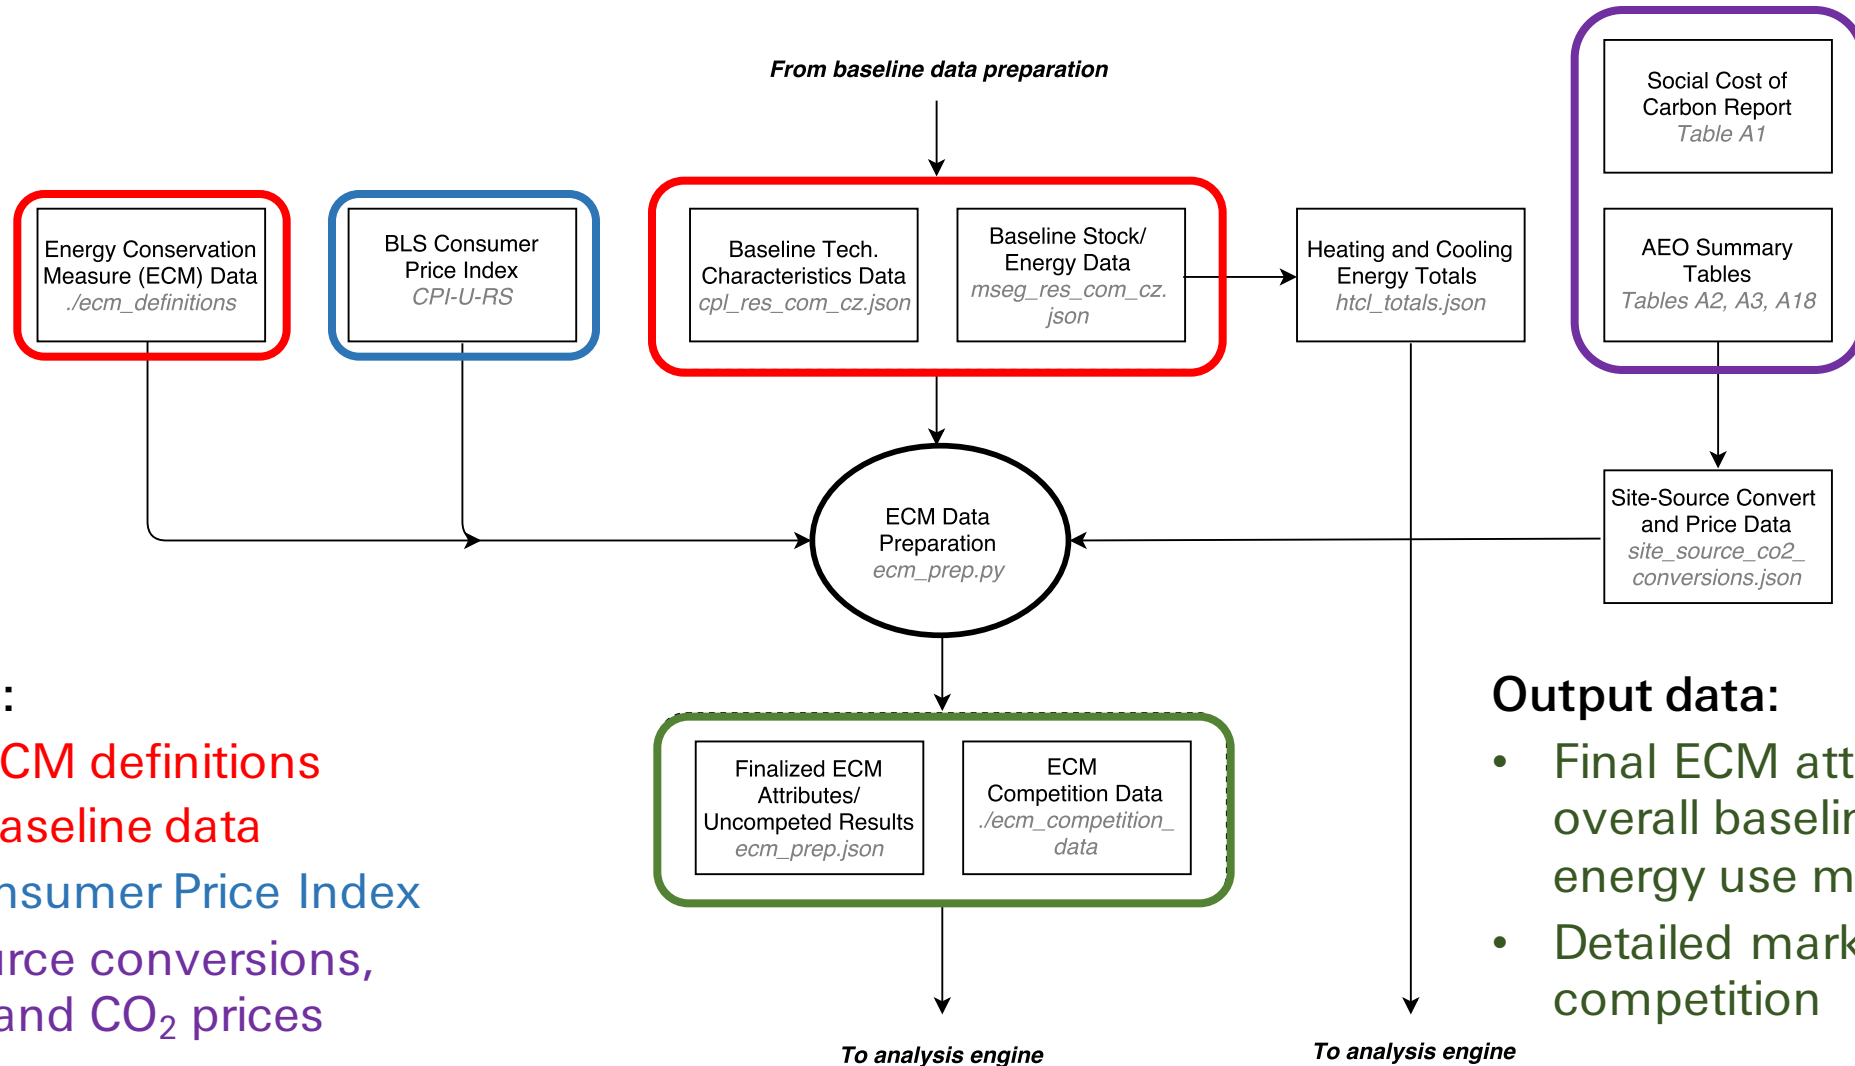 From baseline data preparation
Social Cost of
Carbon Report
Table A1
Energy Conservation
Measure (ECM) Data
./ecm_definitions
BLS Consumer
Price Index
CPI-U-RS
Baseline Tech.
Characteristics Data
cpl_res_com_cz.json
Baseline Stock/
Energy Data
mseg_res_com_cz.
json
Heating and Cooling
Energy Totals
htcl_totals.json
AEO Summary
Tables
Tables A2, A3, A18
ECM Data
Preparation
ecm_prep.py
Site-Source Convert
and Price Data
site_source_co2_
conversions.json
:
CM definitions
aseline data
nsumer Price Index
urce conversions,
and CO₂ prices
Finalized ECM
Attributes/
Uncompeted Results
ecm_prep.json
ECM
Competition Data
./ecm_competition_
data
Output data:
• Final ECM att
overall baselin
energy use m
• Detailed mark
competition
To analysis engine
To analysis engine